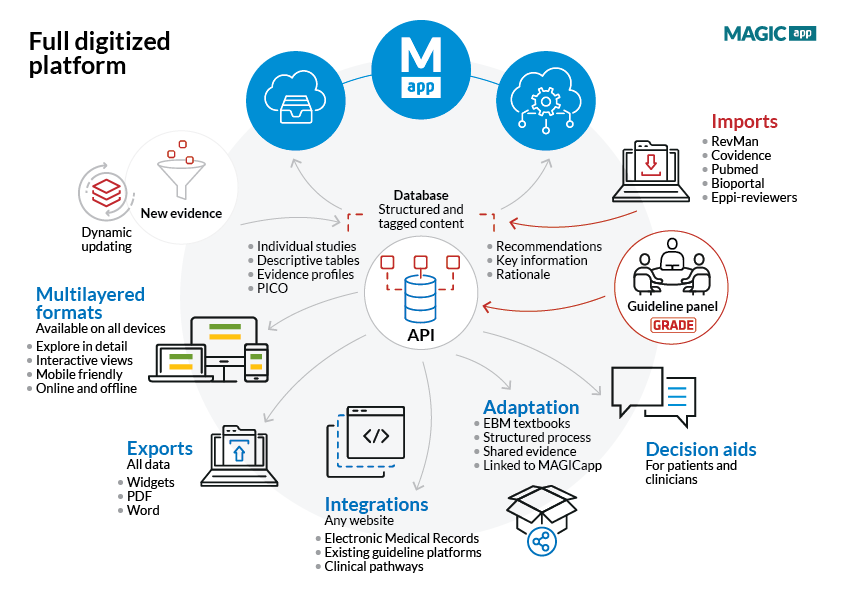 Full digitized
platform
M
app
MAGIC app
Imports
• RevMan
• Covidence
• Pubmed
• Bioportal
• Eppi-reviewers
New evidence
Dynamic
updating
Database
Structured and
tagged content
• Individual studies
• Descriptive tables
• Evidence profiles
• PICO
• Recommendations
• Key information
• Rationale
API
Guideline panel
GRADE
Multilayered
formats
Available on all devices
• Explore in detail
• Interactive views
• Mobile friendly
• Online and offline
Exports
All data
• Widgets
• PDF
• Word
</>
Integrations
Any website
• Electronic Medical Records
• Existing guideline platforms
• Clinical pathways
Adaptation
• EBM textbooks
• Structured process
• Shared evidence
• Linked to MAGICapp
Decision aids
For patients and
clinicians